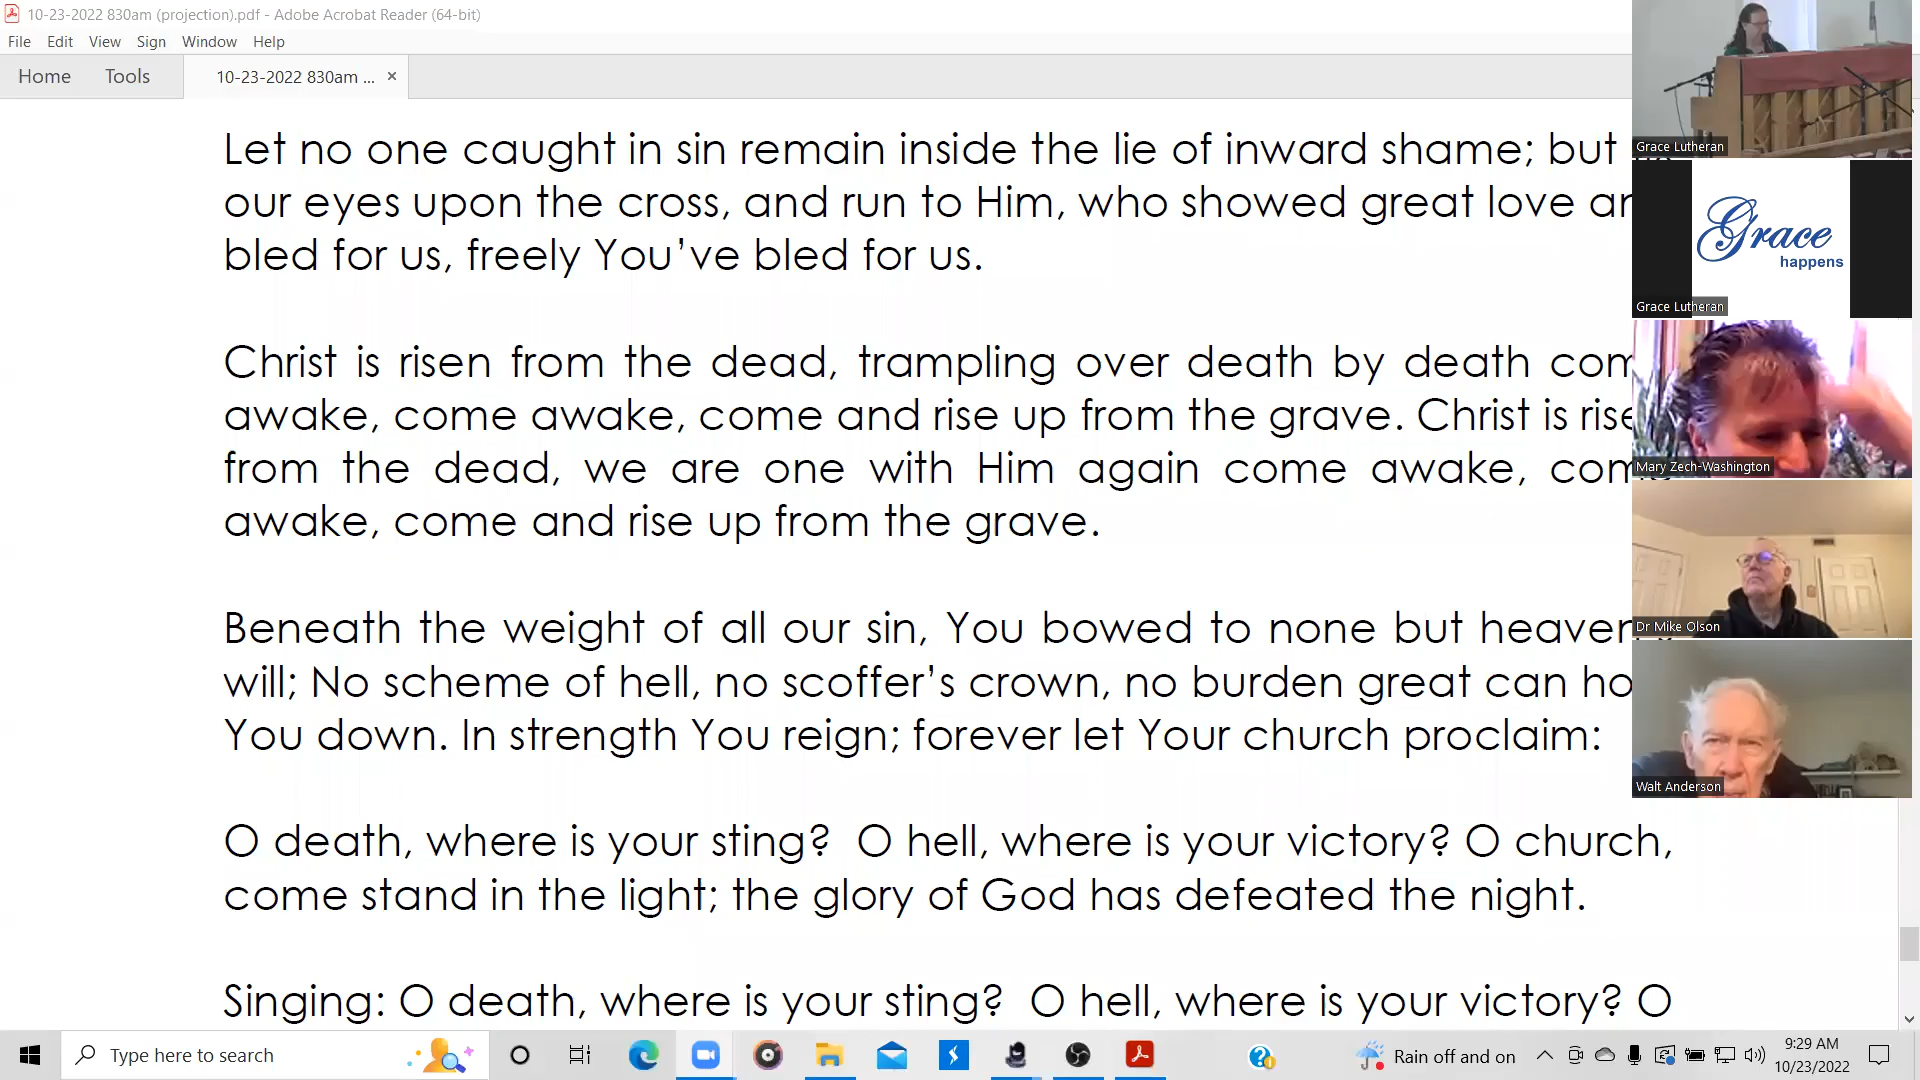 10-23-2022 830am (projection).pdf - Adobe Acrobat Reader (64-bit)
File Edit View Sign Window Help
Home Tools 10-23-2022 830am ... ×
Let no one caught in sin remain inside the lie of inward shame; but
our eyes upon the cross, and run to Him, who showed great love
bled for us, freely You’ve bled for us.
Christ is risen from the dead, trampling over death by death
awake, come awake, come and rise up from the grave. Christ is
from the dead, we are one with Him again come awake,
awake, come and rise up from the grave.
Beneath the weight of all our sin, You bowed to none but
will; No scheme of hell, no scoffer’s crown, no burden great can
You down. In strength You reign; forever let Your church proclaim:
O death, where is your sting?  O hell, where is your victory? O church,
come stand in the light; the glory of God has defeated the night.
Singing: O death, where is your sting?  O hell, where is your victory? O
Grace Lutheran
Grace
happens
Grace Lutheran
Mary Zech-Washington
Dr Mike Olson
Walt Anderson
Type here to search
Rain off and on
9:29 AM
10/23/2022